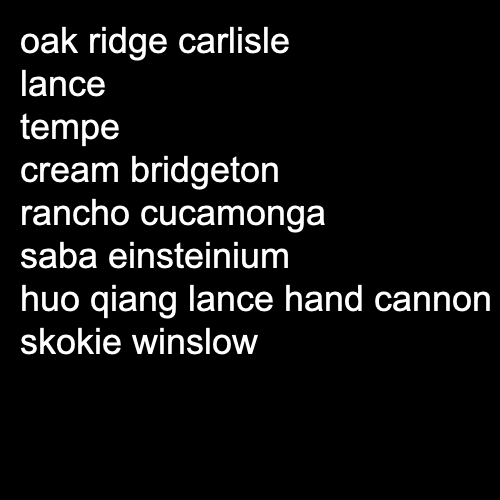 oak ridge carlisle
lance
tempe
cream bridgeton
rancho cucamonga
saba einsteinium
huo qiang lance hand cannon
skokie winslow